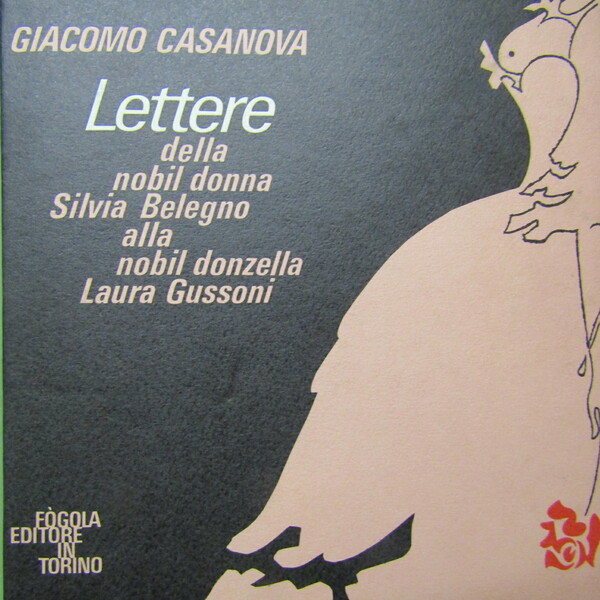 GIACOMO CASANOVA
Lettere
della
nobil donna
Silvia Belegno
alla
nobil donzella
Laura Gussoni
FÒGOLA
EDITORE
IN
TORINO